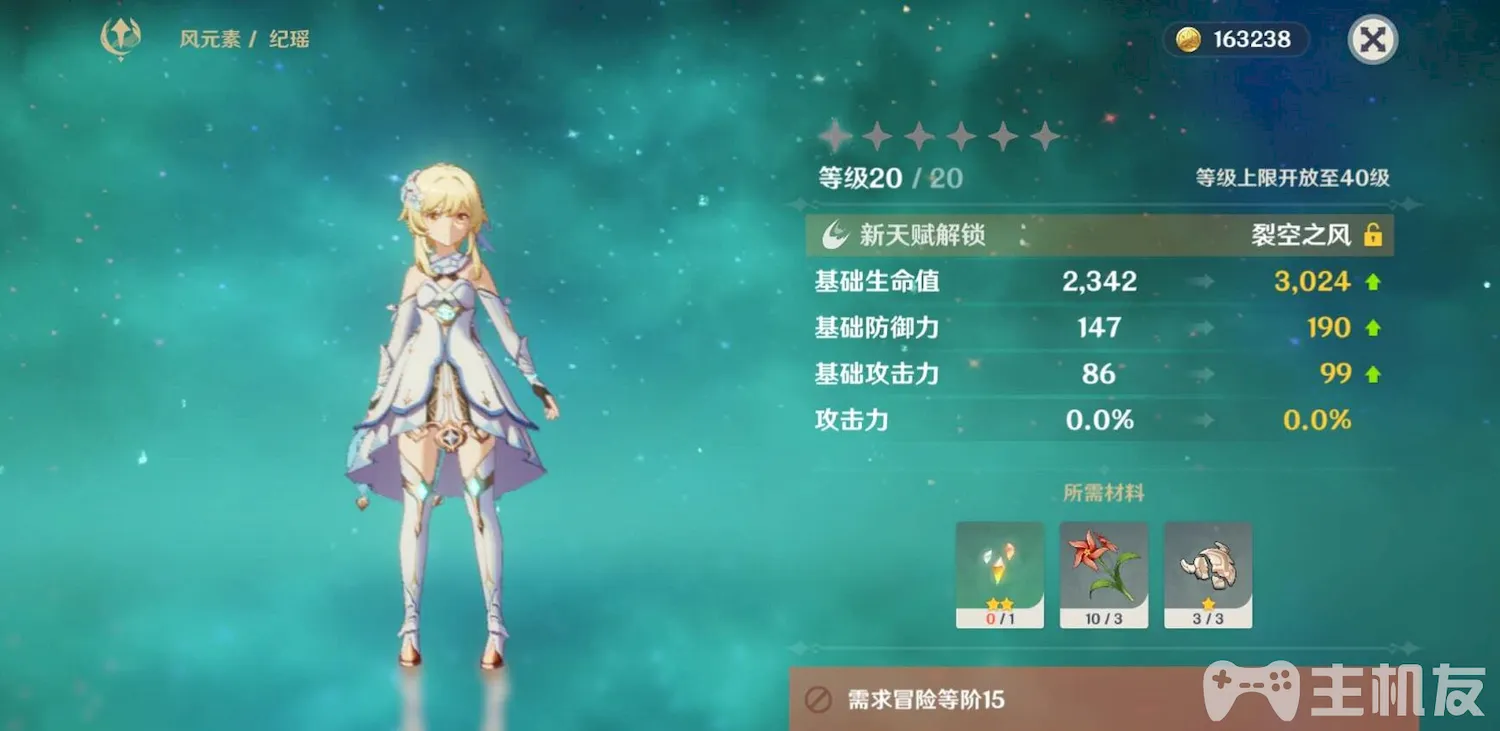 风元素 / 纪瑶
163238
等级20 / 20
等级上限开放至40级
新天赋解锁
裂空之风
基础生命值 2,342 3,024
基础防御力 147 190
基础攻击力 86 99
攻击力 0.0% 0.0%
所需材料
0/1
10/3
3/3
需求冒险等阶15
主机友